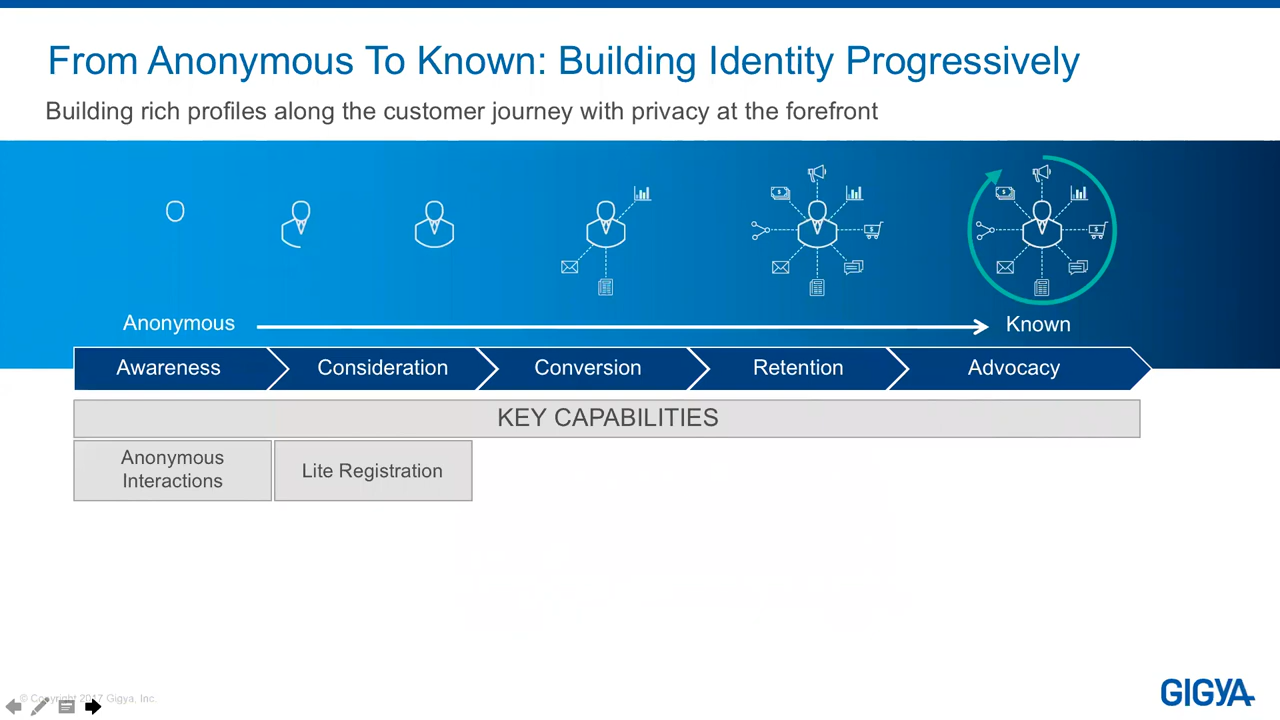 From Anonymous To Known: Building Identity Progressively
Building rich profiles along the customer journey with privacy at the forefront
Anonymous
Known
Awareness
Consideration
Conversion
Retention
Advocacy
KEY CAPABILITIES
Anonymous
Interactions
Lite Registration
© Copyright 2017 Gigya, Inc.
GIGYA